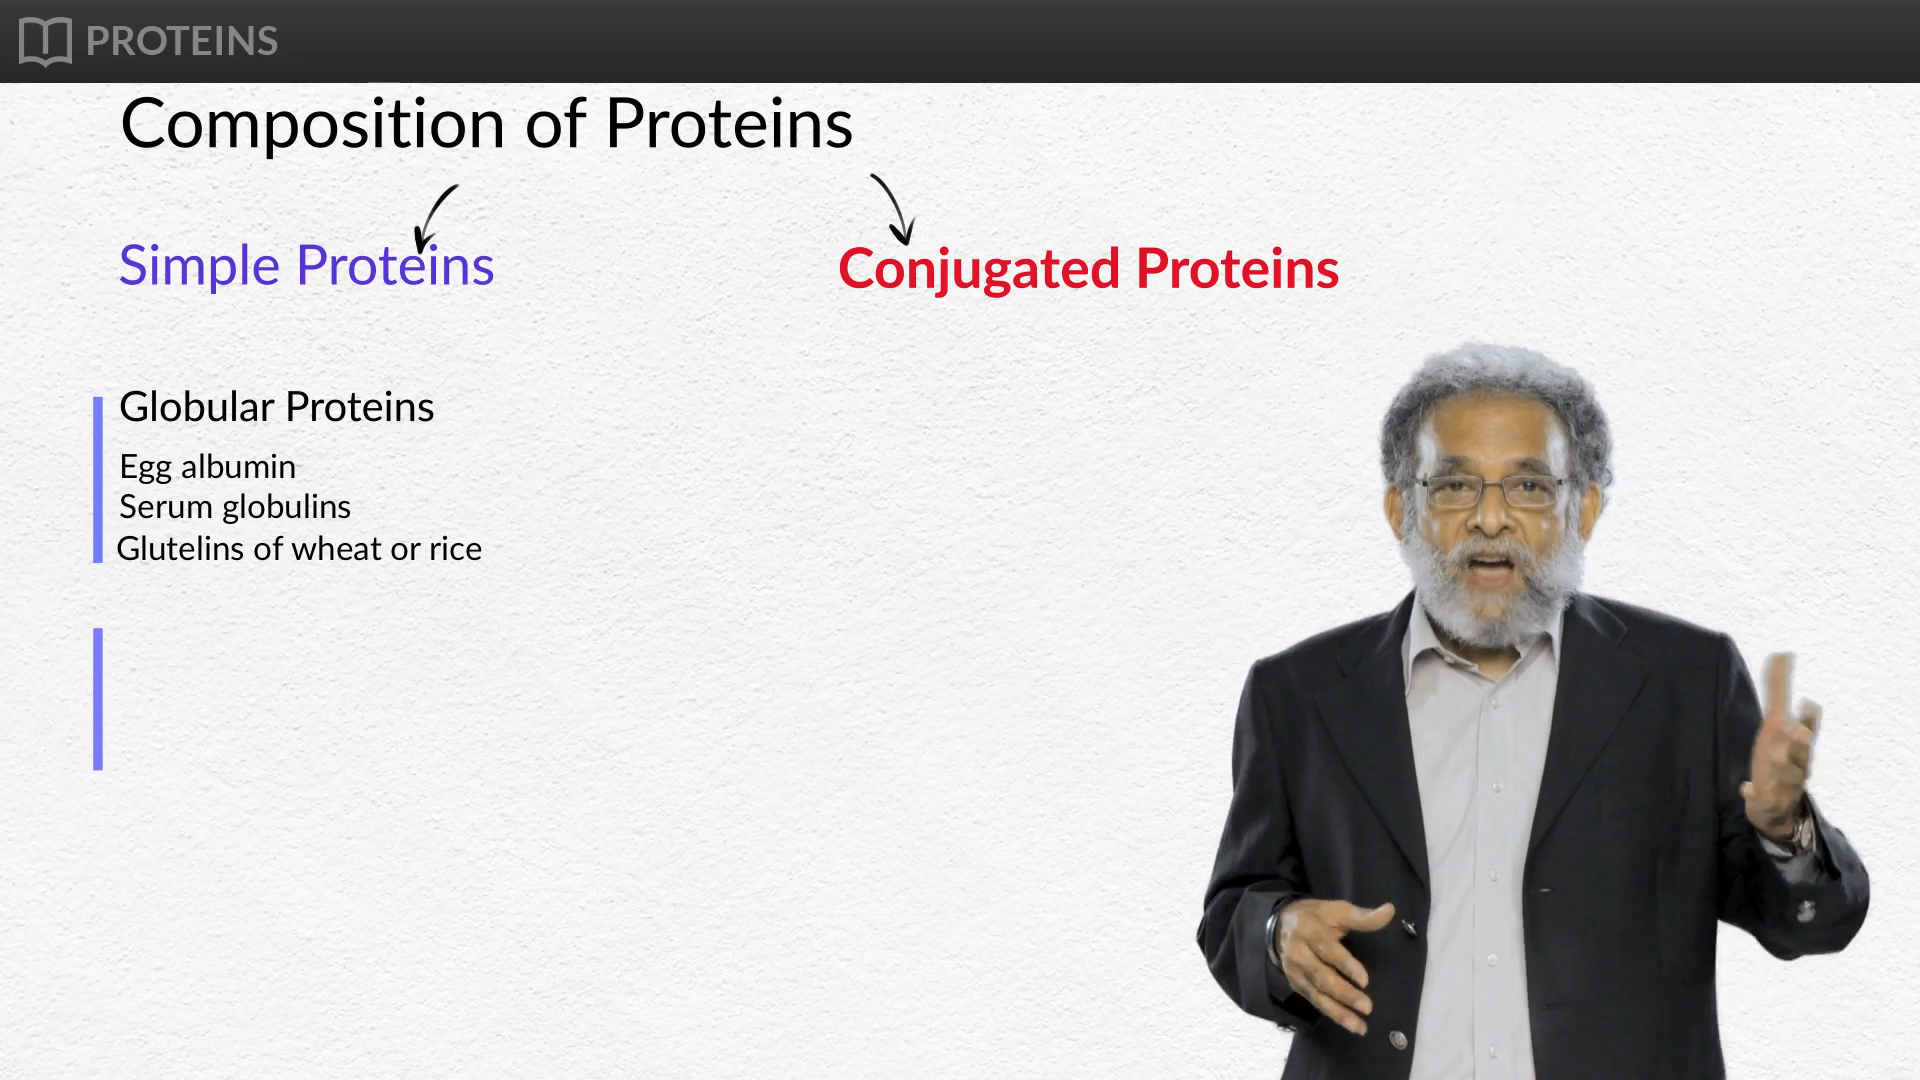 PROTEINS
Composition of Proteins
Simple Proteins
Conjugated Proteins
Globular Proteins
Egg albumin
Serum globulins
Glutelins of wheat or rice